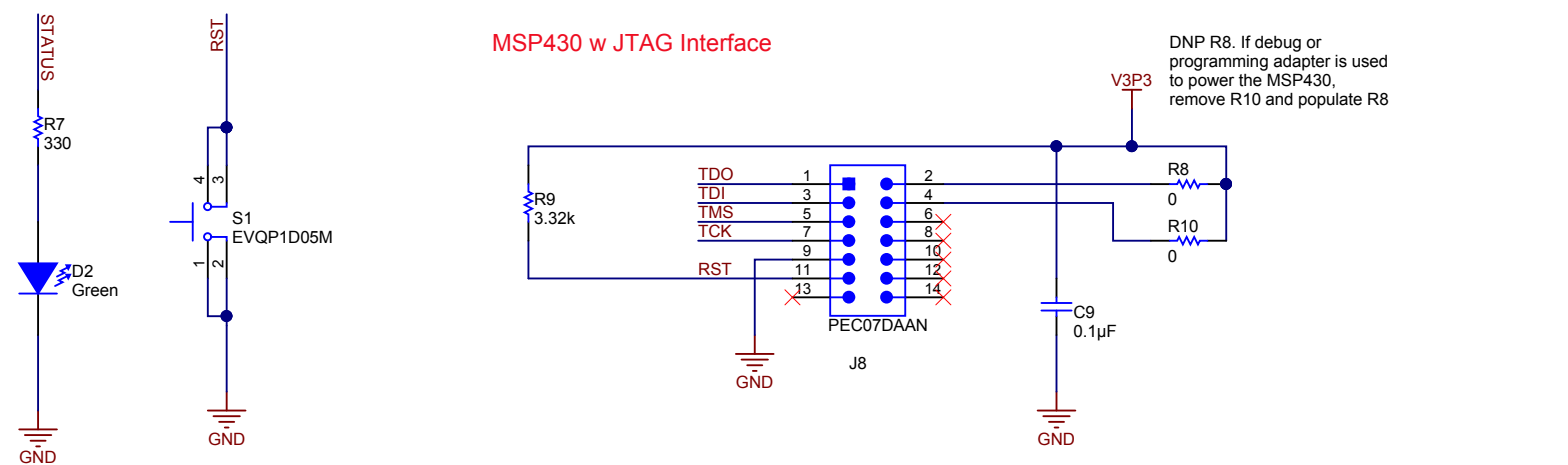 STATUS
R7
330
D2
Green
GND
RST
4
3
S1
EVQP1D05M
1
2
GND
MSP430 w JTAG Interface
DNP R8. If debug or
programming adapter is used
to power the MSP430,
remove R10 and populate R8
V3P3
R9
3.32k
TDO
TDI
TMS
TCK
RST
1
3
5
7
9
11
13
2
4
6
8
10
12
14
PEC07DAAN
J8
GND
R8
0
R10
0
C9
0.1µF
GND